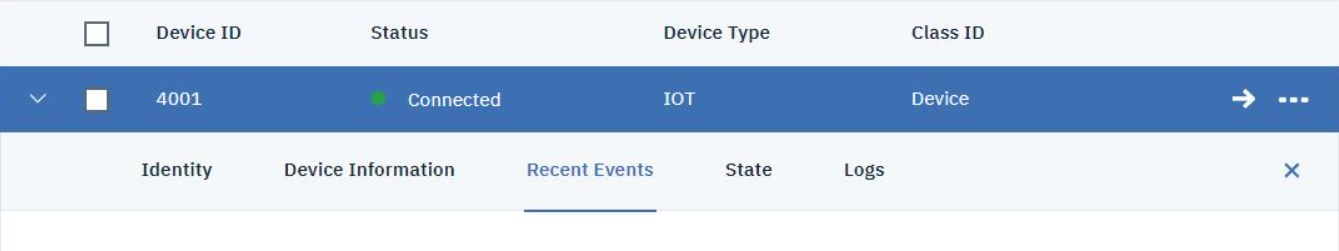 Device ID Status Device Type Class ID
4001 Connected IOT Device
Identity Device Information Recent Events State Logs